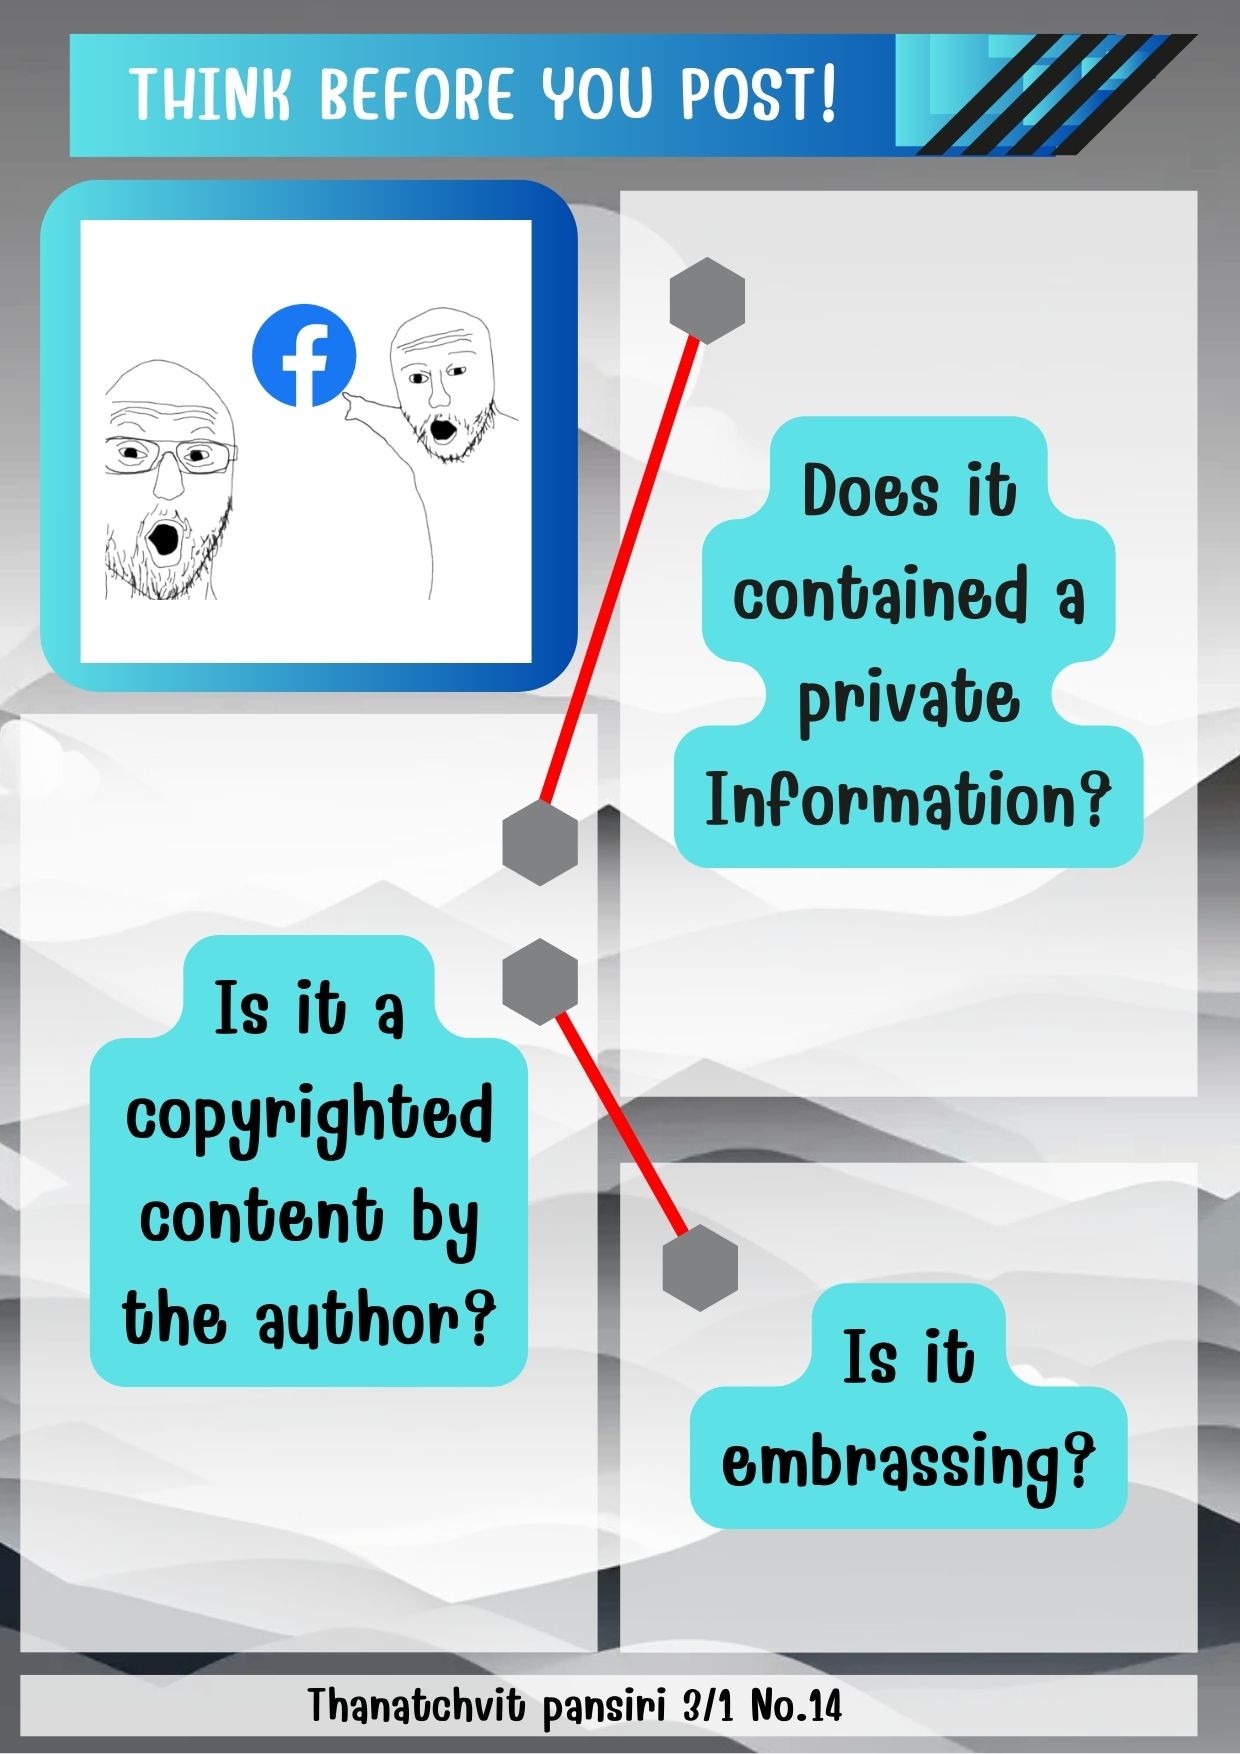 THINK BEFORE YOU POST!
Does it
contained a
private
Information?
Is it a
copyrighted
content by
the author?
Is it
embrassing?
Thanatchvit pansiri 3/1 No.14